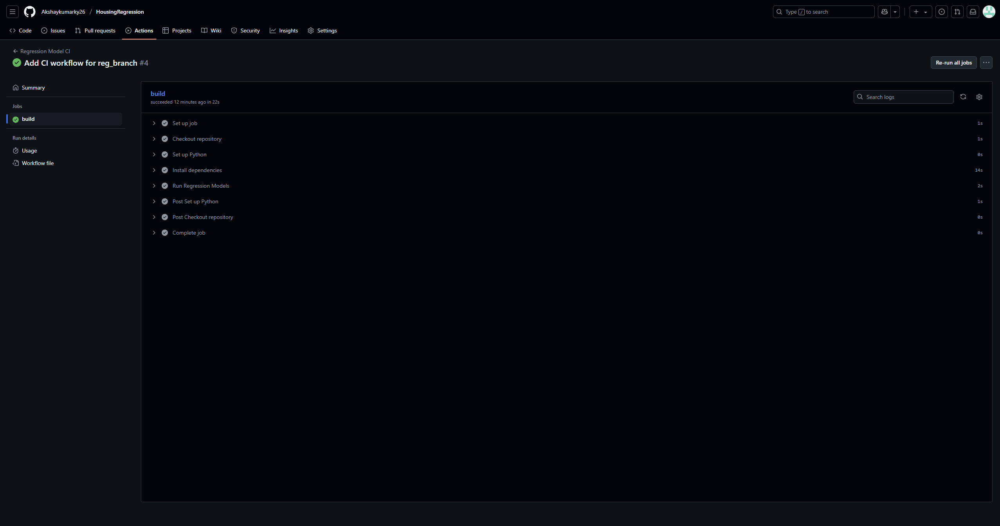 Akshaykumarky26 / HousingRegression
Type / to search
Code Issues Pull requests Actions Projects Wiki Security Insights Settings
Regression Model CI
Add CI workflow for reg_branch #4
Re-run all jobs
Summary
Jobs
build
Run details
Usage
Workflow file
build
succeeded 12 minutes ago in 22s
Search logs
Set up job 1s
Checkout repository 1s
Set up Python 0s
Install dependencies 14s
Run Regression Models 2s
Post Set up Python 1s
Post Checkout repository 0s
Complete job 0s